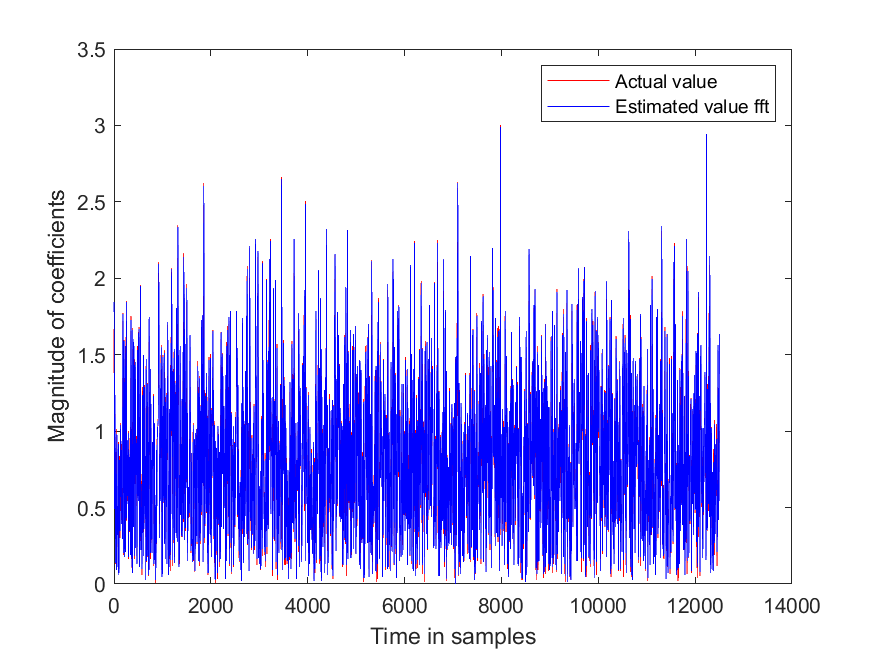 3.5
3
2.5
2
1.5
1
0.5
0
Magnitude of coefficients
Actual value
Estimated value fft
0 2000 4000 6000 8000 10000 12000 14000
Time in samples